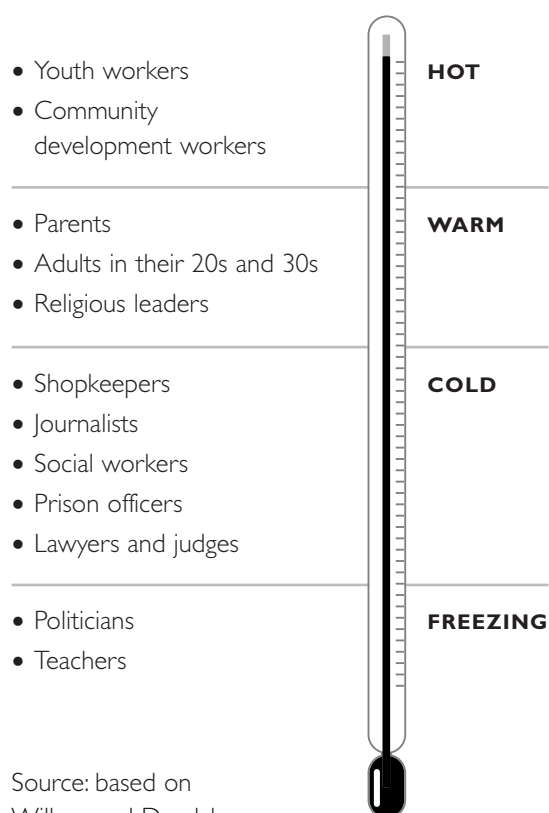 • Youth workers
HOT
• Community
development workers
• Parents
WARM
• Adults in their 20s and 30s
• Religious leaders
• Shopkeepers
COLD
• Journalists
• Social workers
• Prison officers
• Lawyers and judges
• Politicians
FREEZING
• Teachers
Source: based on